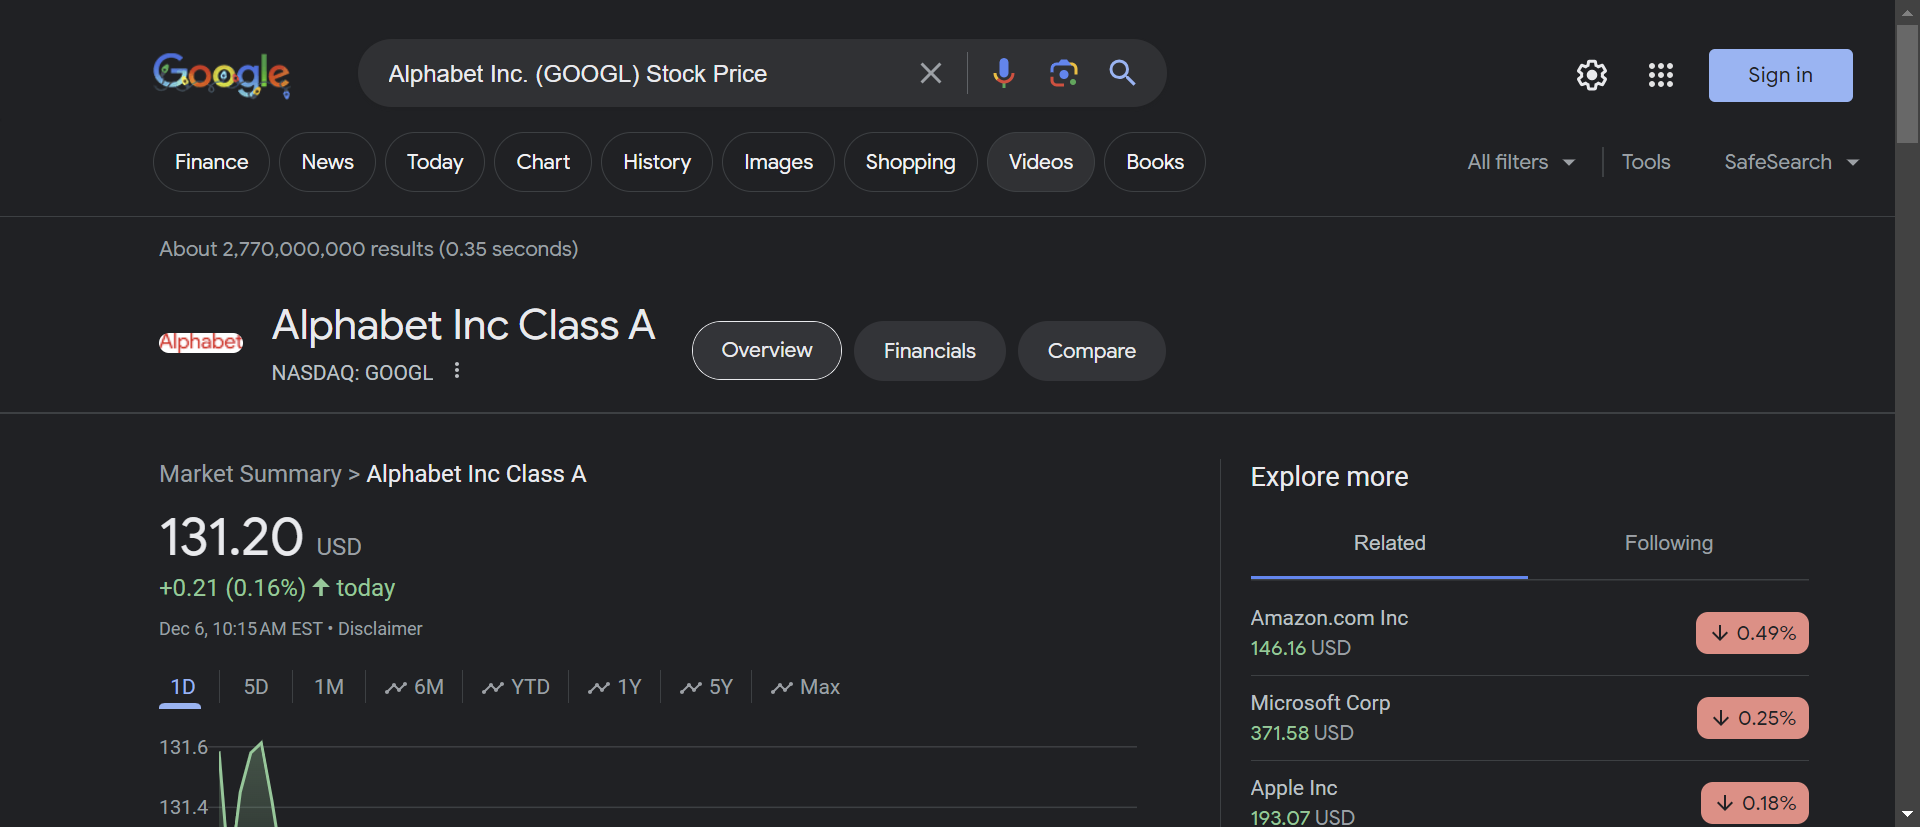 Google
Alphabet Inc. (GOOGL) Stock Price
Sign in
Finance
News
Today
Chart
History
Images
Shopping
Videos
Books
All filters
Tools
SafeSearch
About 2,770,000,000 results (0.35 seconds)
Alphabet
Alphabet Inc Class A
NASDAQ: GOOGL
Overview
Financials
Compare
Market Summary > Alphabet Inc Class A
131.20 USD
+0.21 (0.16%) today
Dec 6, 10:15 AM EST • Disclaimer
1D
5D
1M
6M
YTD
1Y
5Y
Max
131.6
131.4
Explore more
Related
Following
Amazon.com Inc
146.16 USD
0.49%
Microsoft Corp
371.58 USD
0.25%
Apple Inc
193.07 USD
0.18%